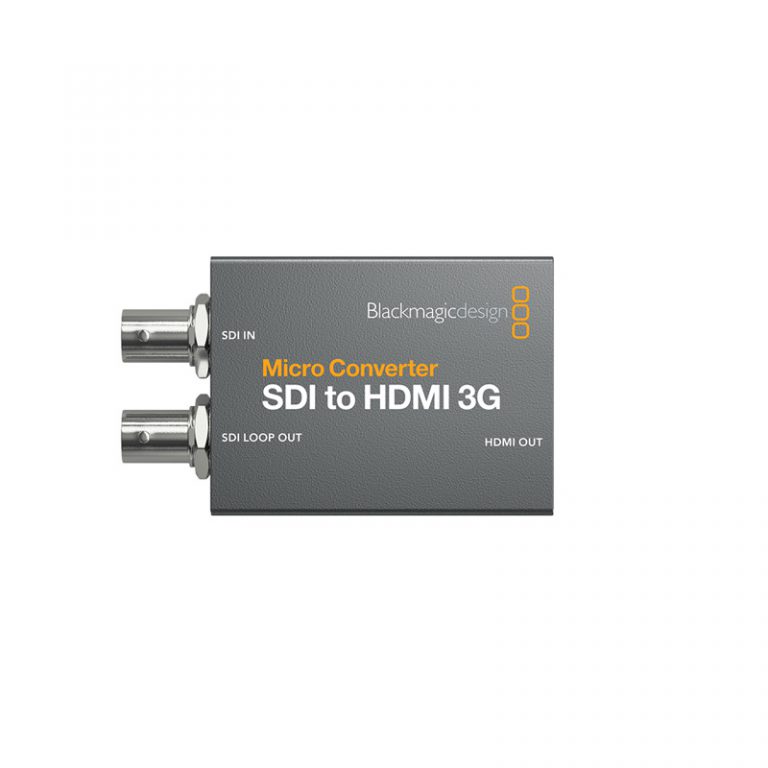 Blackmagicdesign
SDI IN
Micro Converter
SDI to HDMI 3G
SDI LOOP OUT
HDMI OUT